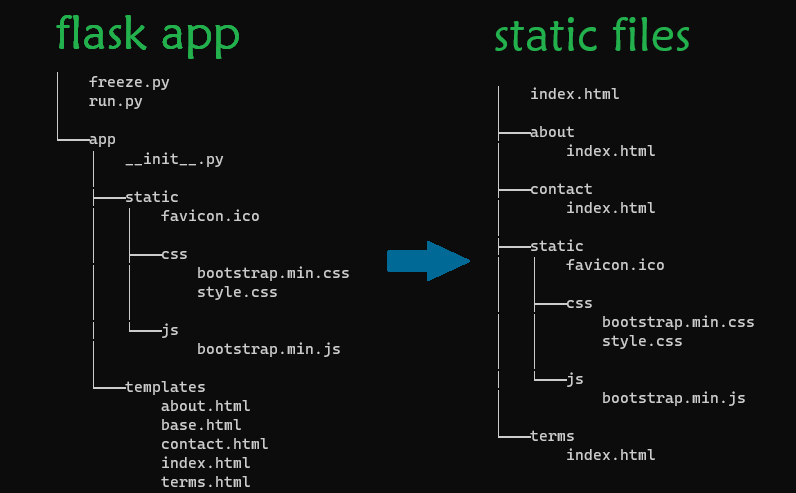 flask app
freeze.py
run.py
app
__init__.py
static
favicon.ico
css
bootstrap.min.css
style.css
js
bootstrap.min.js
templates
about.html
base.html
contact.html
index.html
terms.html
static files
index.html
about
index.html
contact
index.html
static
favicon.ico
css
bootstrap.min.css
style.css
js
bootstrap.min.js
terms
index.html